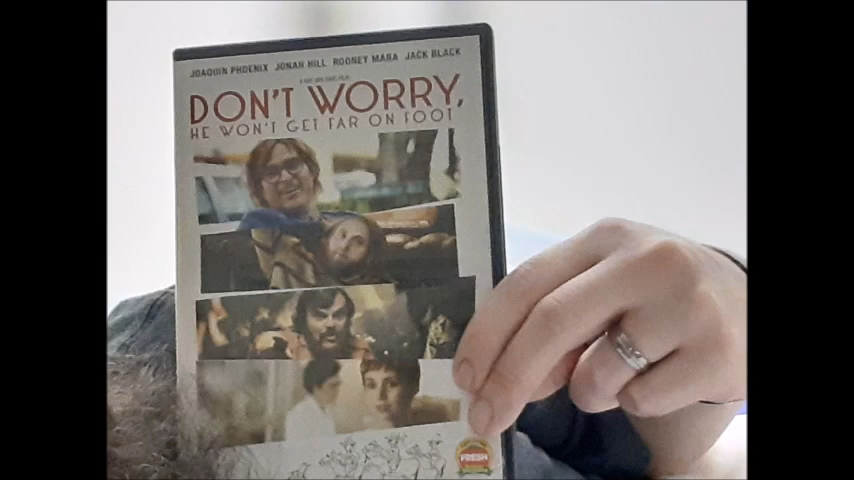 JOAQUIN PHOENIX JONAH HILL ROONEY MARA JACK BLACK
DON'T WORRY,
HE WON'T GET FAR ON FOOT
FRESH